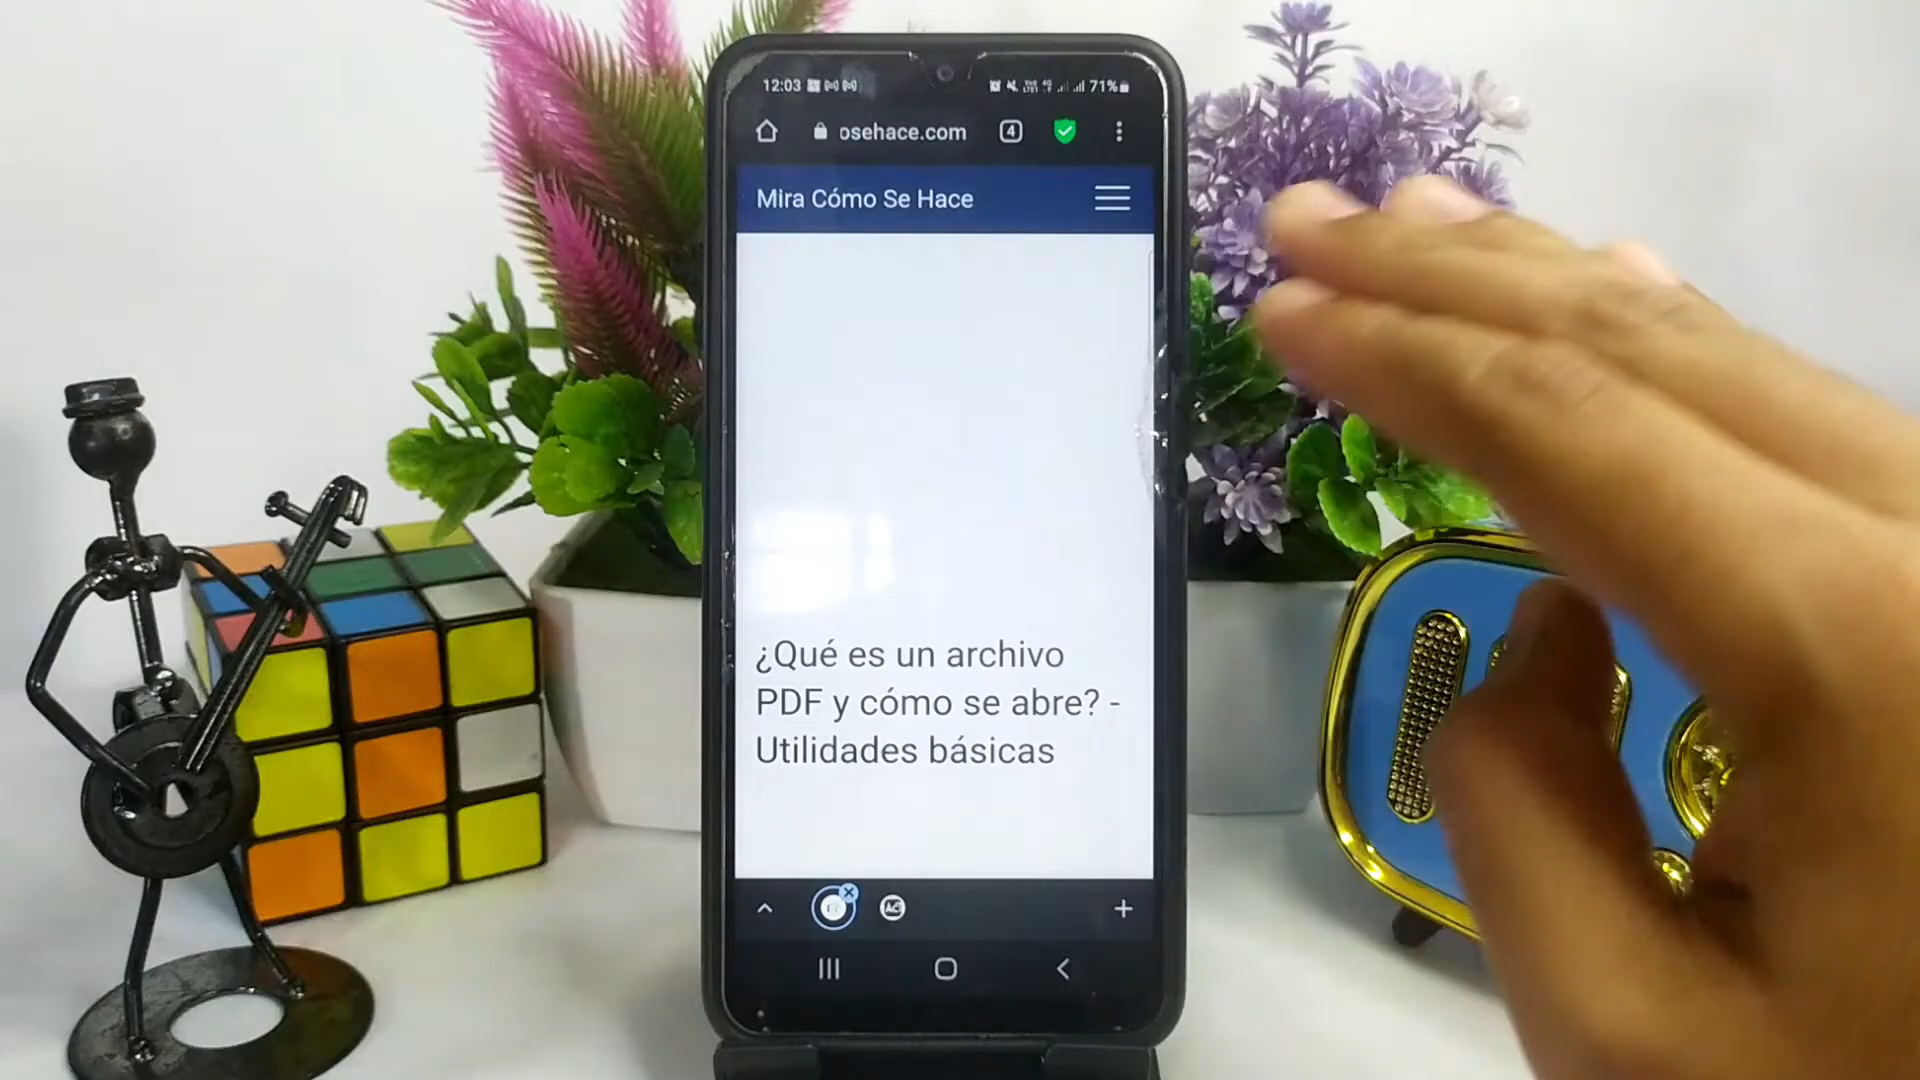 12:03
71%
osehace.com
4
Mira Cómo Se Hace
¿Qué es un archivo
PDF y cómo se abre? -
Utilidades básicas